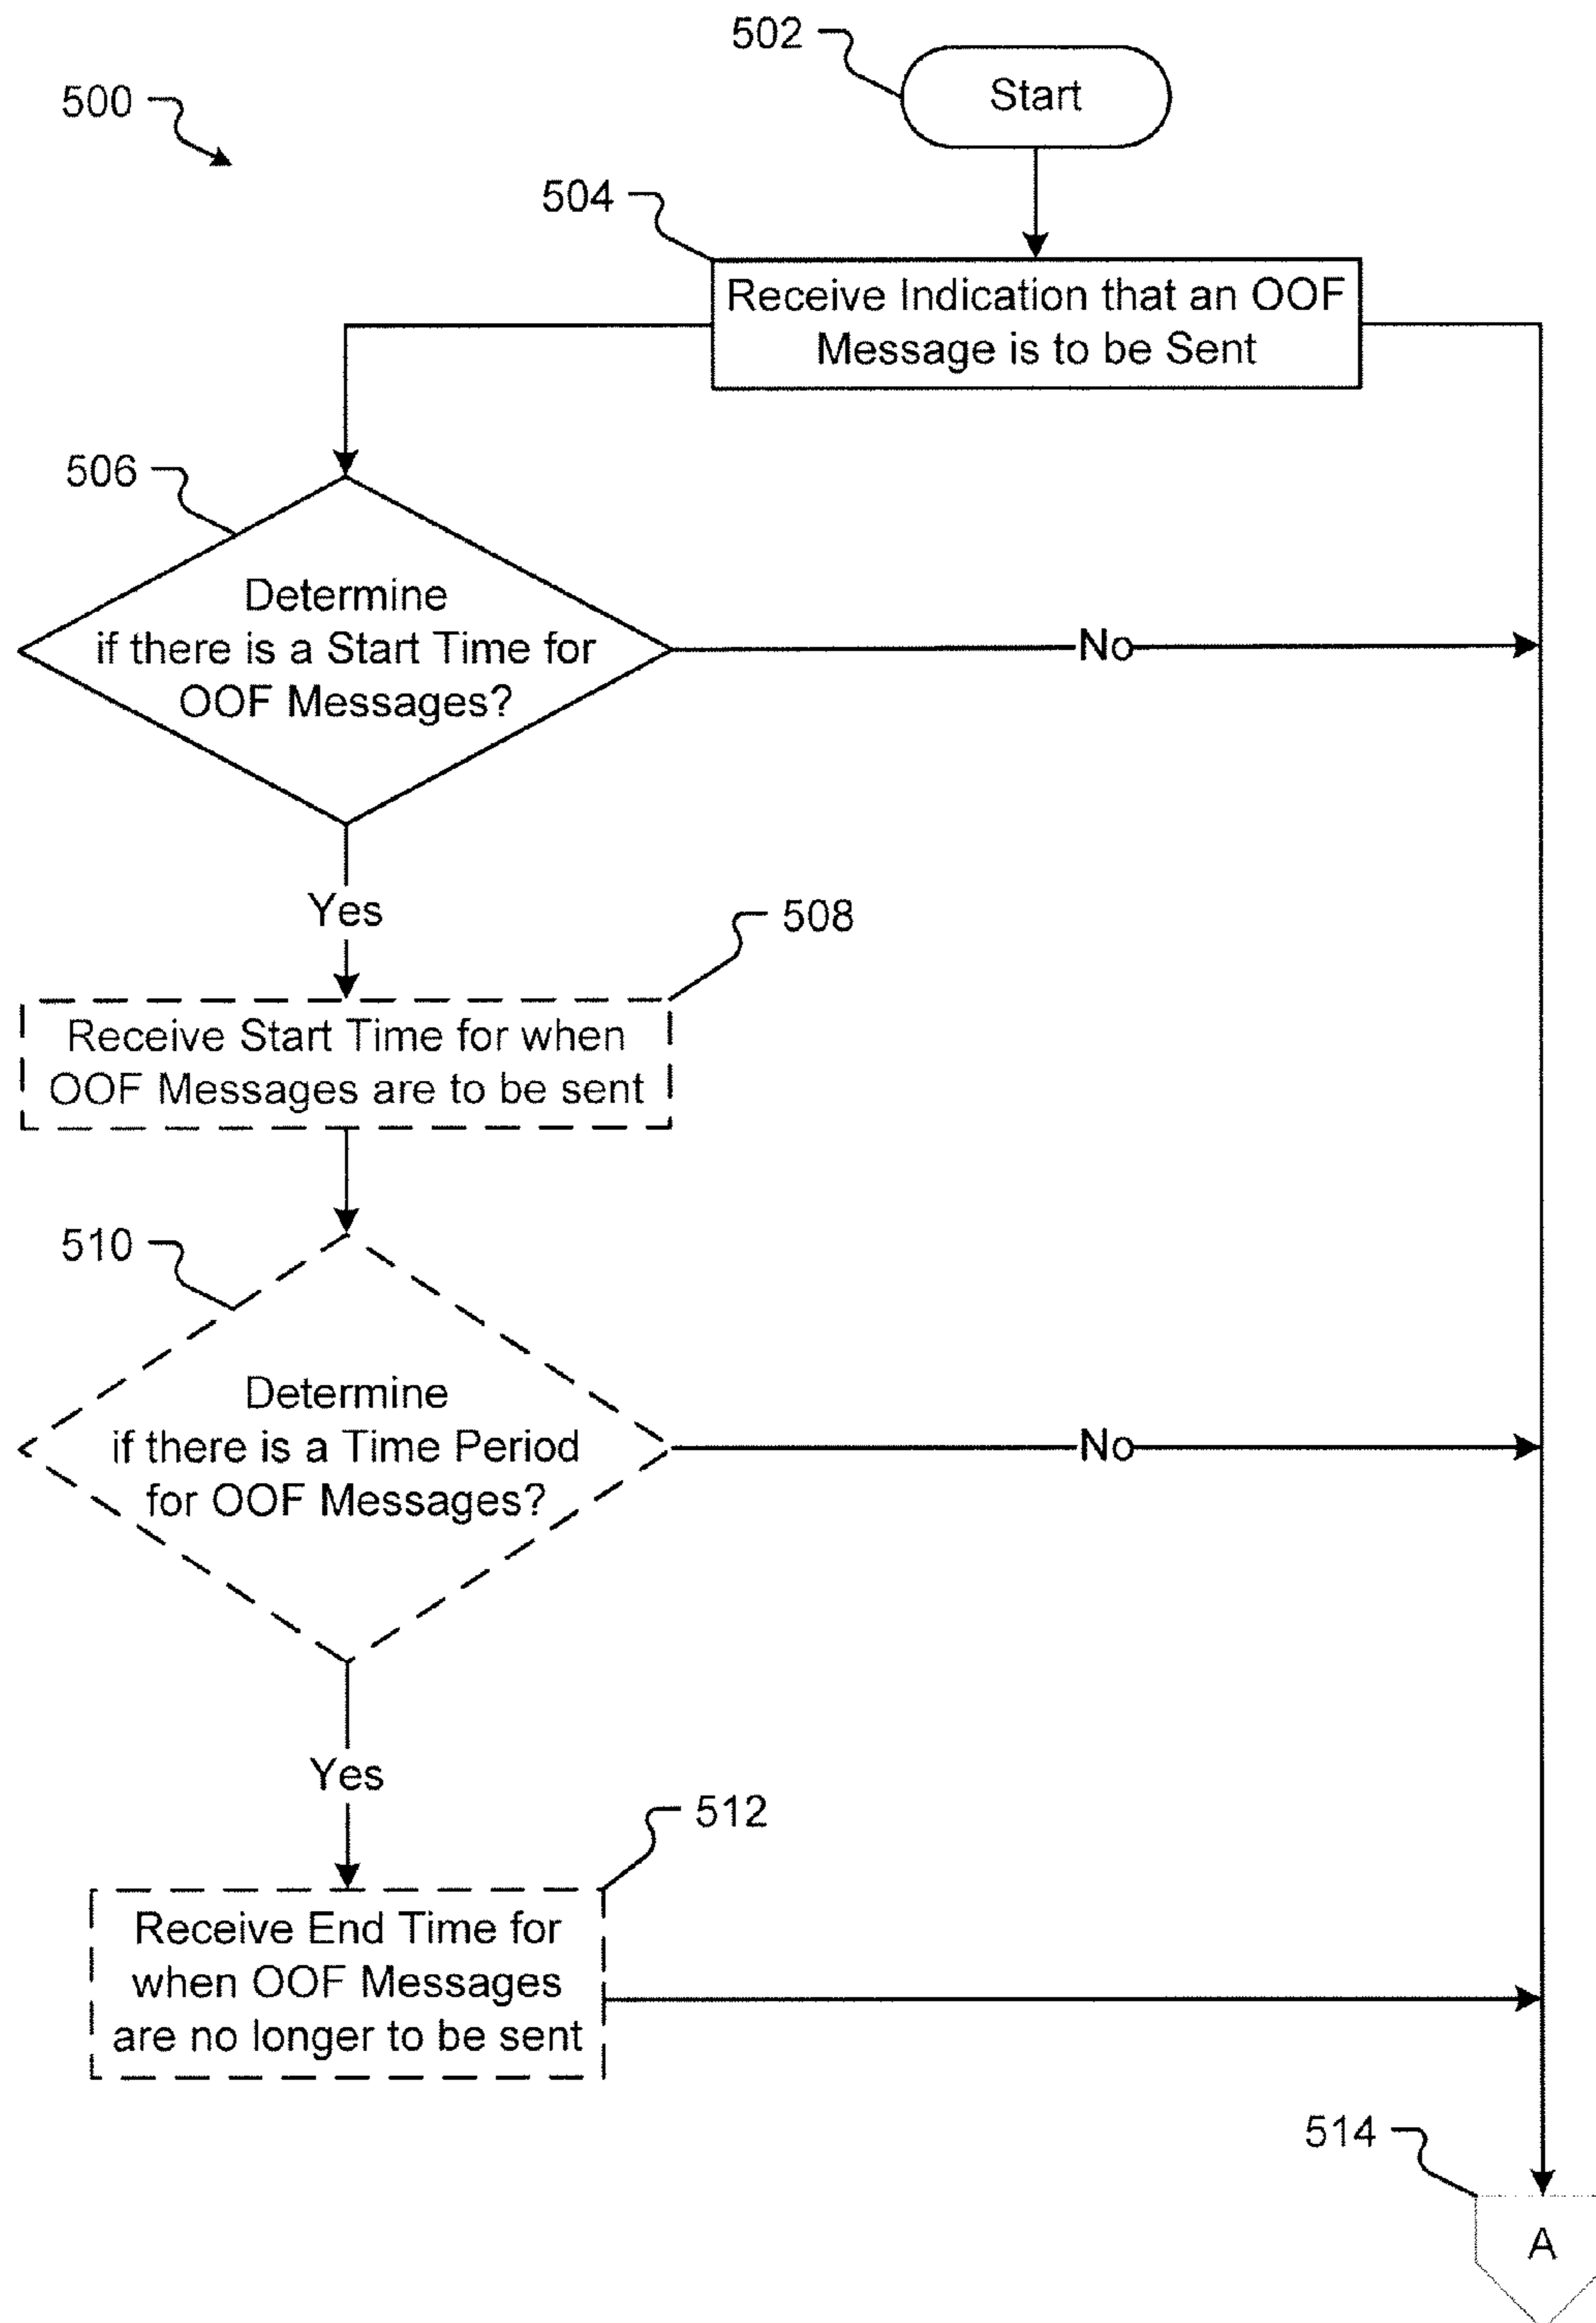 502
Start
500
504
Receive Indication that an OOF
Message is to be Sent
506
Determine
if there is a Start Time for
OOF Messages?
No
Yes
508
Receive Start Time for when
OOF Messages are to be sent
510
Determine
if there is a Time Period
for OOF Messages?
No
Yes
512
Receive End Time for
when OOF Messages
are no longer to be sent
514
A